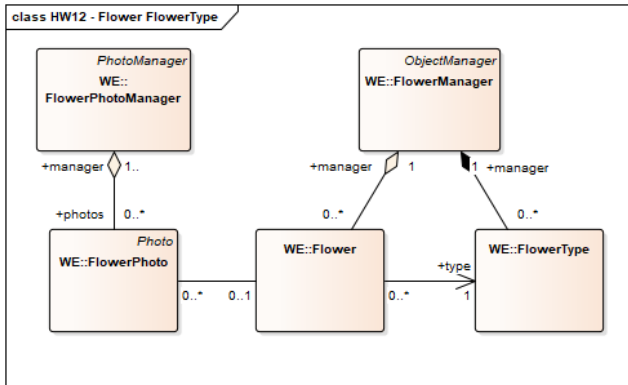 class HW12 - Flower FlowerType
PhotoManager
WE::
FlowerPhotoManager
ObjectManager
WE::FlowerManager
+manager 1..
+manager 1
1 +manager
+photos 0..*
0..*
0..*
Photo
WE::FlowerPhoto
WE::Flower
WE::FlowerType
+type
0..* 0..1
0..* 1